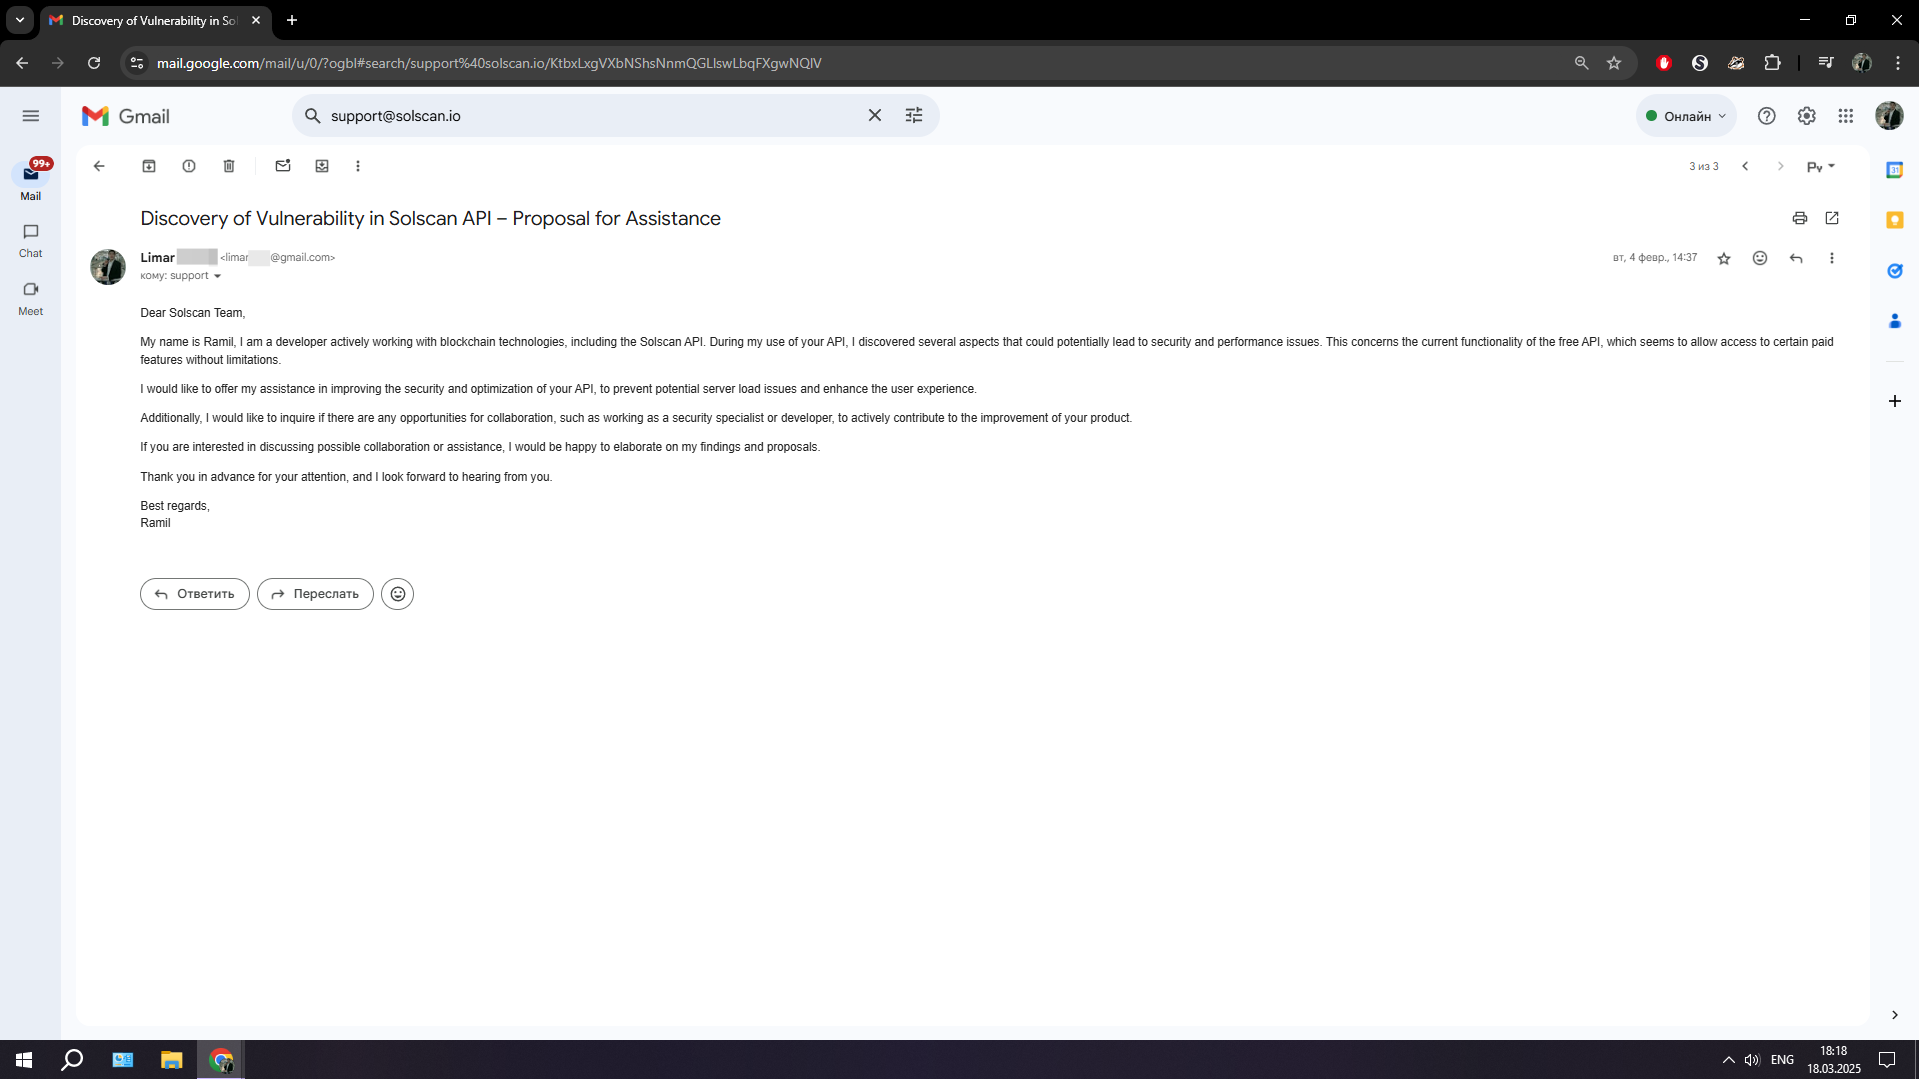 Discovery of Vulnerability in So
mail.google.com/mail/u/0/?ogbl#search/support%40solscan.io/KtbxLxgVXbNShsNnmQGLlswLbqFXgwNQlV
Gmail
support@solscan.io
Онлайн
99+
Mail
Chat
Meet
3 из 3
Ру
31
Discovery of Vulnerability in Solscan API – Proposal for Assistance
Limar <limar @gmail.com>
вт, 4 февр., 14:37
кому: support
Dear Solscan Team,
My name is Ramil, I am a developer actively working with blockchain technologies, including the Solscan API. During my use of your API, I discovered several aspects that could potentially lead to security and performance issues. This concerns the current functionality of the free API, which seems to allow access to certain paid
features without limitations.
I would like to offer my assistance in improving the security and optimization of your API, to prevent potential server load issues and enhance the user experience.
Additionally, I would like to inquire if there are any opportunities for collaboration, such as working as a security specialist or developer, to actively contribute to the improvement of your product.
If you are interested in discussing possible collaboration or assistance, I would be happy to elaborate on my findings and proposals.
Thank you in advance for your attention, and I look forward to hearing from you.
Best regards,
Ramil
Ответить
Переслать
ENG
18:18
18.03.2025